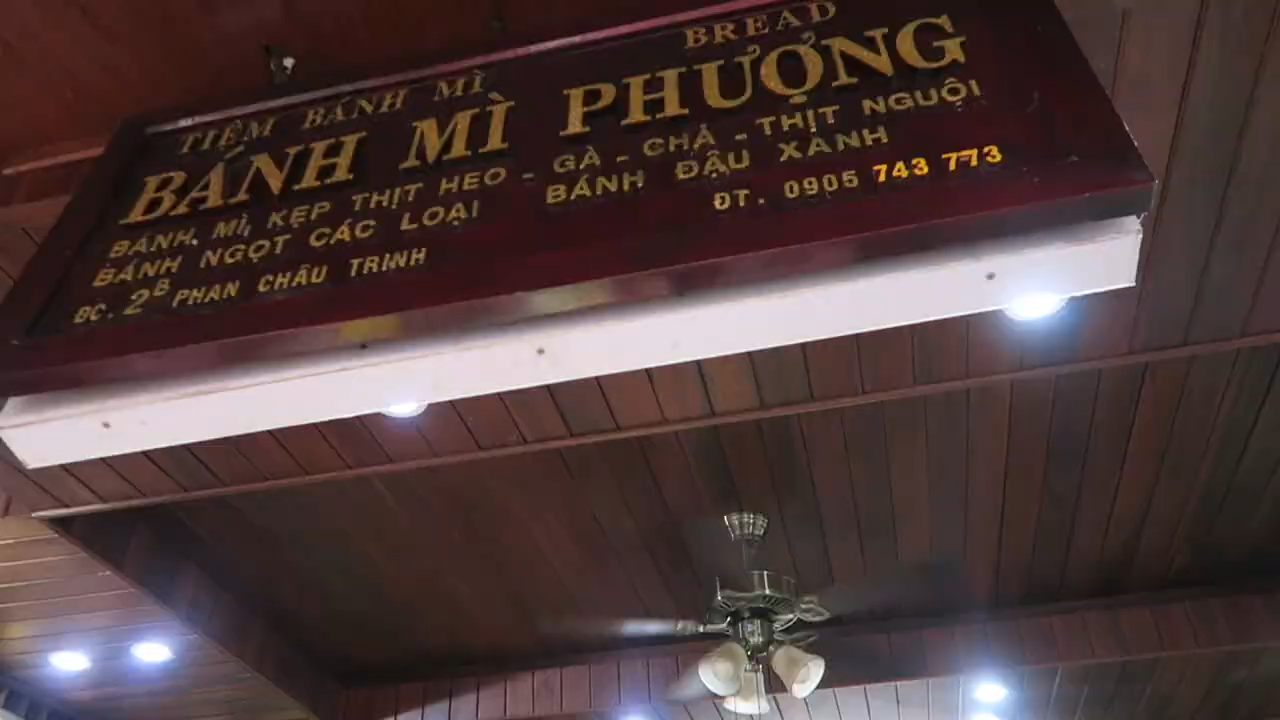 TIỆM BÁNH MÌ BREAD
BÁNH MÌ PHƯỢNG
BÁNH MÌ KẸP THỊT HEO - GÀ - CHẢ - THỊT NGUỘI
BÁNH NGỌT CÁC LOẠI BÁNH ĐẬU XANH
ĐC. 2B PHAN CHÂU TRINH ĐT. 0905 743 773